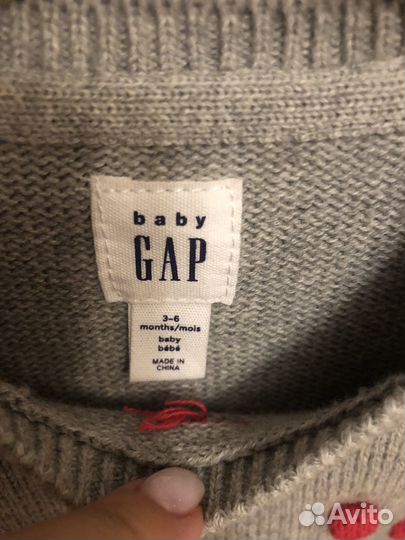 baby
GAP
3-6
months/mois
baby
bébé
MADE IN
CHINA
Avito